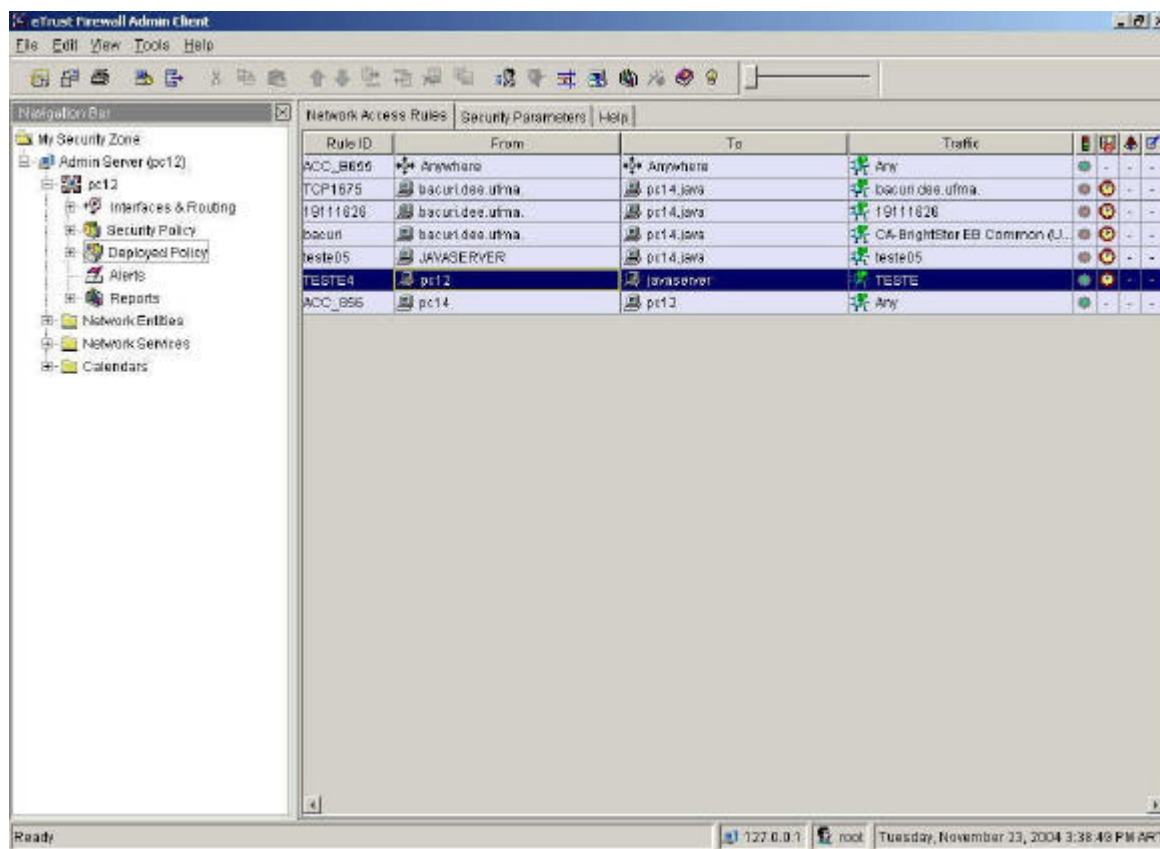 eTrust Firewall Admin Client
File Edit View Tools Help
Navigation Bar
My Security Zone
Admin Server (pc12)
pc12
Interfaces & Routing
Security Policy
Deployed Policy
Alerts
Reports
Network Entities
Network Services
Calendars
Network Access Rules Security Parameters Help
Rule ID From To Traffic
Anywhere Anywhere Any
TCP1675 bacuri.dee.ufma. pc14.java bacuri.dee.ufma.
19111626 bacuri.dee.ufma. pc14.java 19111626
bacuri bacuri.dee.ufma. pc14.java CA-BrightStor EB Common (U...
teste05 JAVASERVER pc14.java teste05
TESTE4 pc12 javaserver TESTE
ACC_856 pc14 pc12 Any
Ready 127.0.0.1 root Tuesday, November 23, 2004 3:38:49 PM ART